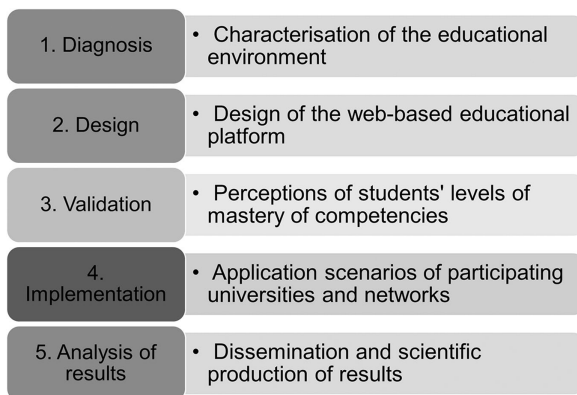 1. Diagnosis
• Characterisation of the educational
environment
2. Design
• Design of the web-based educational
platform
3. Validation
• Perceptions of students' levels of
mastery of competencies
4.
Implementation
• Application scenarios of participating
universities and networks
5. Analysis of
results
• Dissemination and scientific
production of results